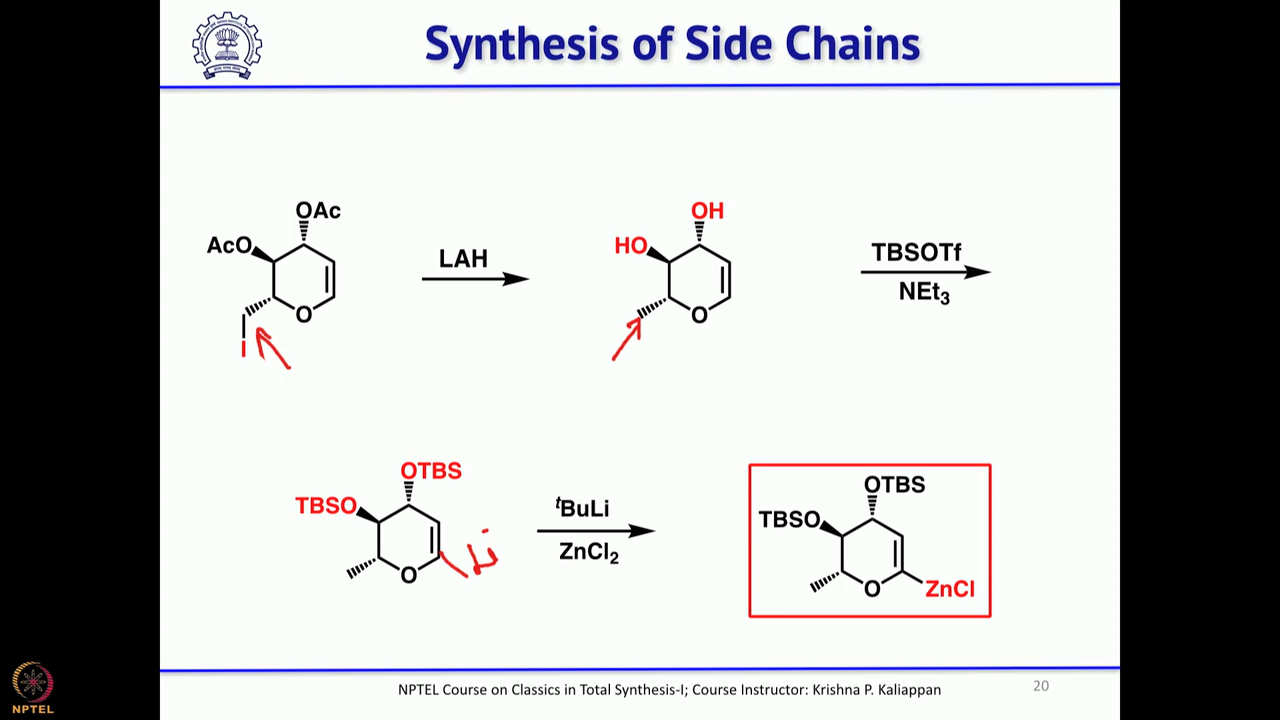 Synthesis of Side Chains
OAc
AcO
O
I
LAH
OH
HO
O
TBSOTf
NEt3
OTBS
TBSO
O
Li
tBuLi
ZnCl2
OTBS
TBSO
O
ZnCl
NPTEL
NPTEL Course on Classics in Total Synthesis-I; Course Instructor: Krishna P. Kaliappan
20